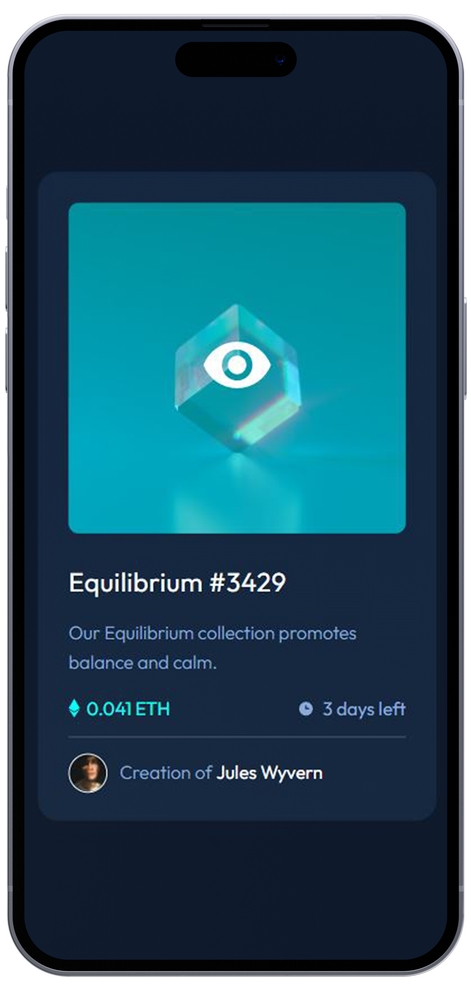 Equilibrium #3429
Our Equilibrium collection promotes
balance and calm.
0.041 ETH
3 days left
Creation of Jules Wyvern